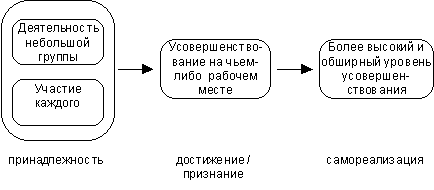 Деятельность
небольшой
группы
Участие
каждого
Усовершенство-
вание на чьем-
либо рабочем
месте
Более высокий и
обширный уровень
усовершен-
ствования
принадлежность
достижение /
признание
самореализация